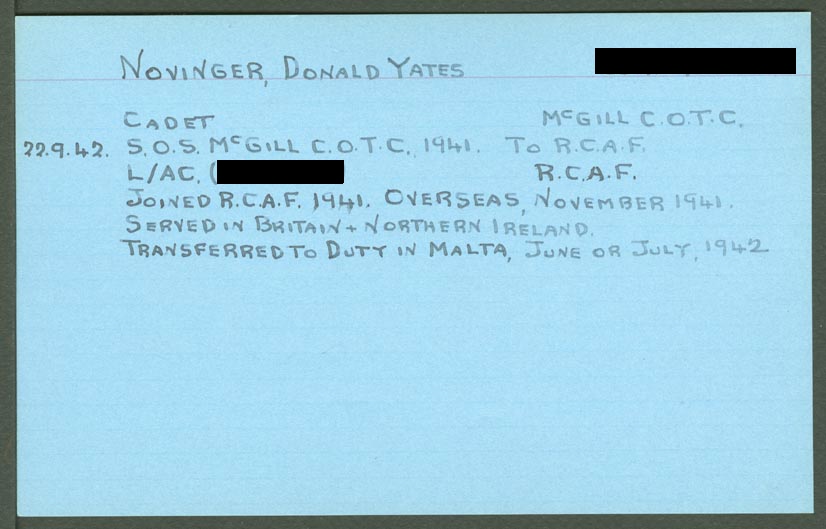 NOVINGER, DONALD YATES
CADET McGILL C.O.T.C.
22.9.42. S.O.S. McGILL C.O.T.C., 1941. TO R.C.A.F.
L/AC. ( R.C.A.F.
JOINED R.C.A.F. 1941. OVERSEAS, NOVEMBER 1941.
SERVED IN BRITAIN + NORTHERN IRELAND.
TRANSFERRED TO DUTY IN MALTA, JUNE OR JULY, 1942